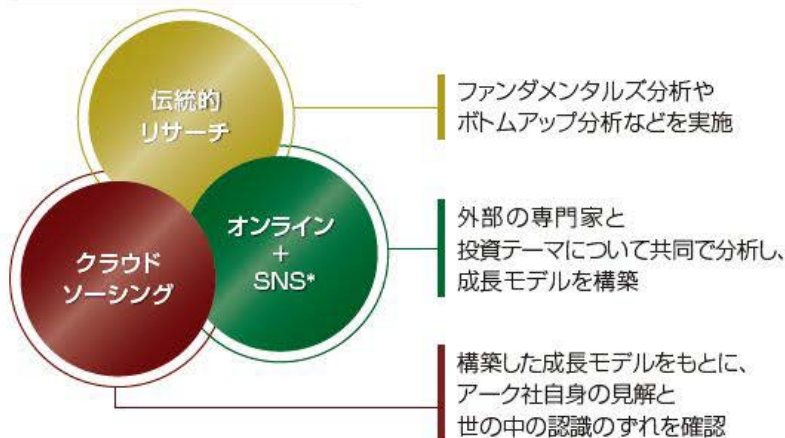 伝統的
リサーチ
ファンダメンタルズ分析や
ボトムアップ分析などを実施
オンライン
+
SNS*
外部の専門家と
投資テーマについて共同で分析し、
成長モデルを構築
クラウド
ソーシング
構築した成長モデルをもとに、
アーク社自身の見解と
世の中の認識のずれを確認